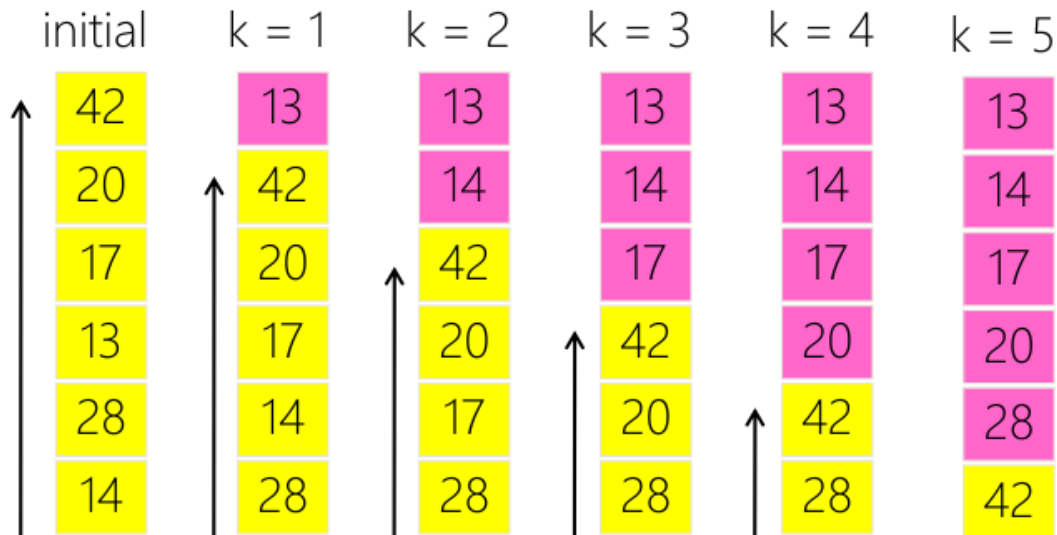 initial k = 1 k = 2 k = 3 k = 4 k = 5
42 13 13 13 13 13
20 42 14 14 14 14
17 20 42 17 17 17
13 17 20 42 20 20
28 14 17 20 42 28
14 28 28 28 28 42